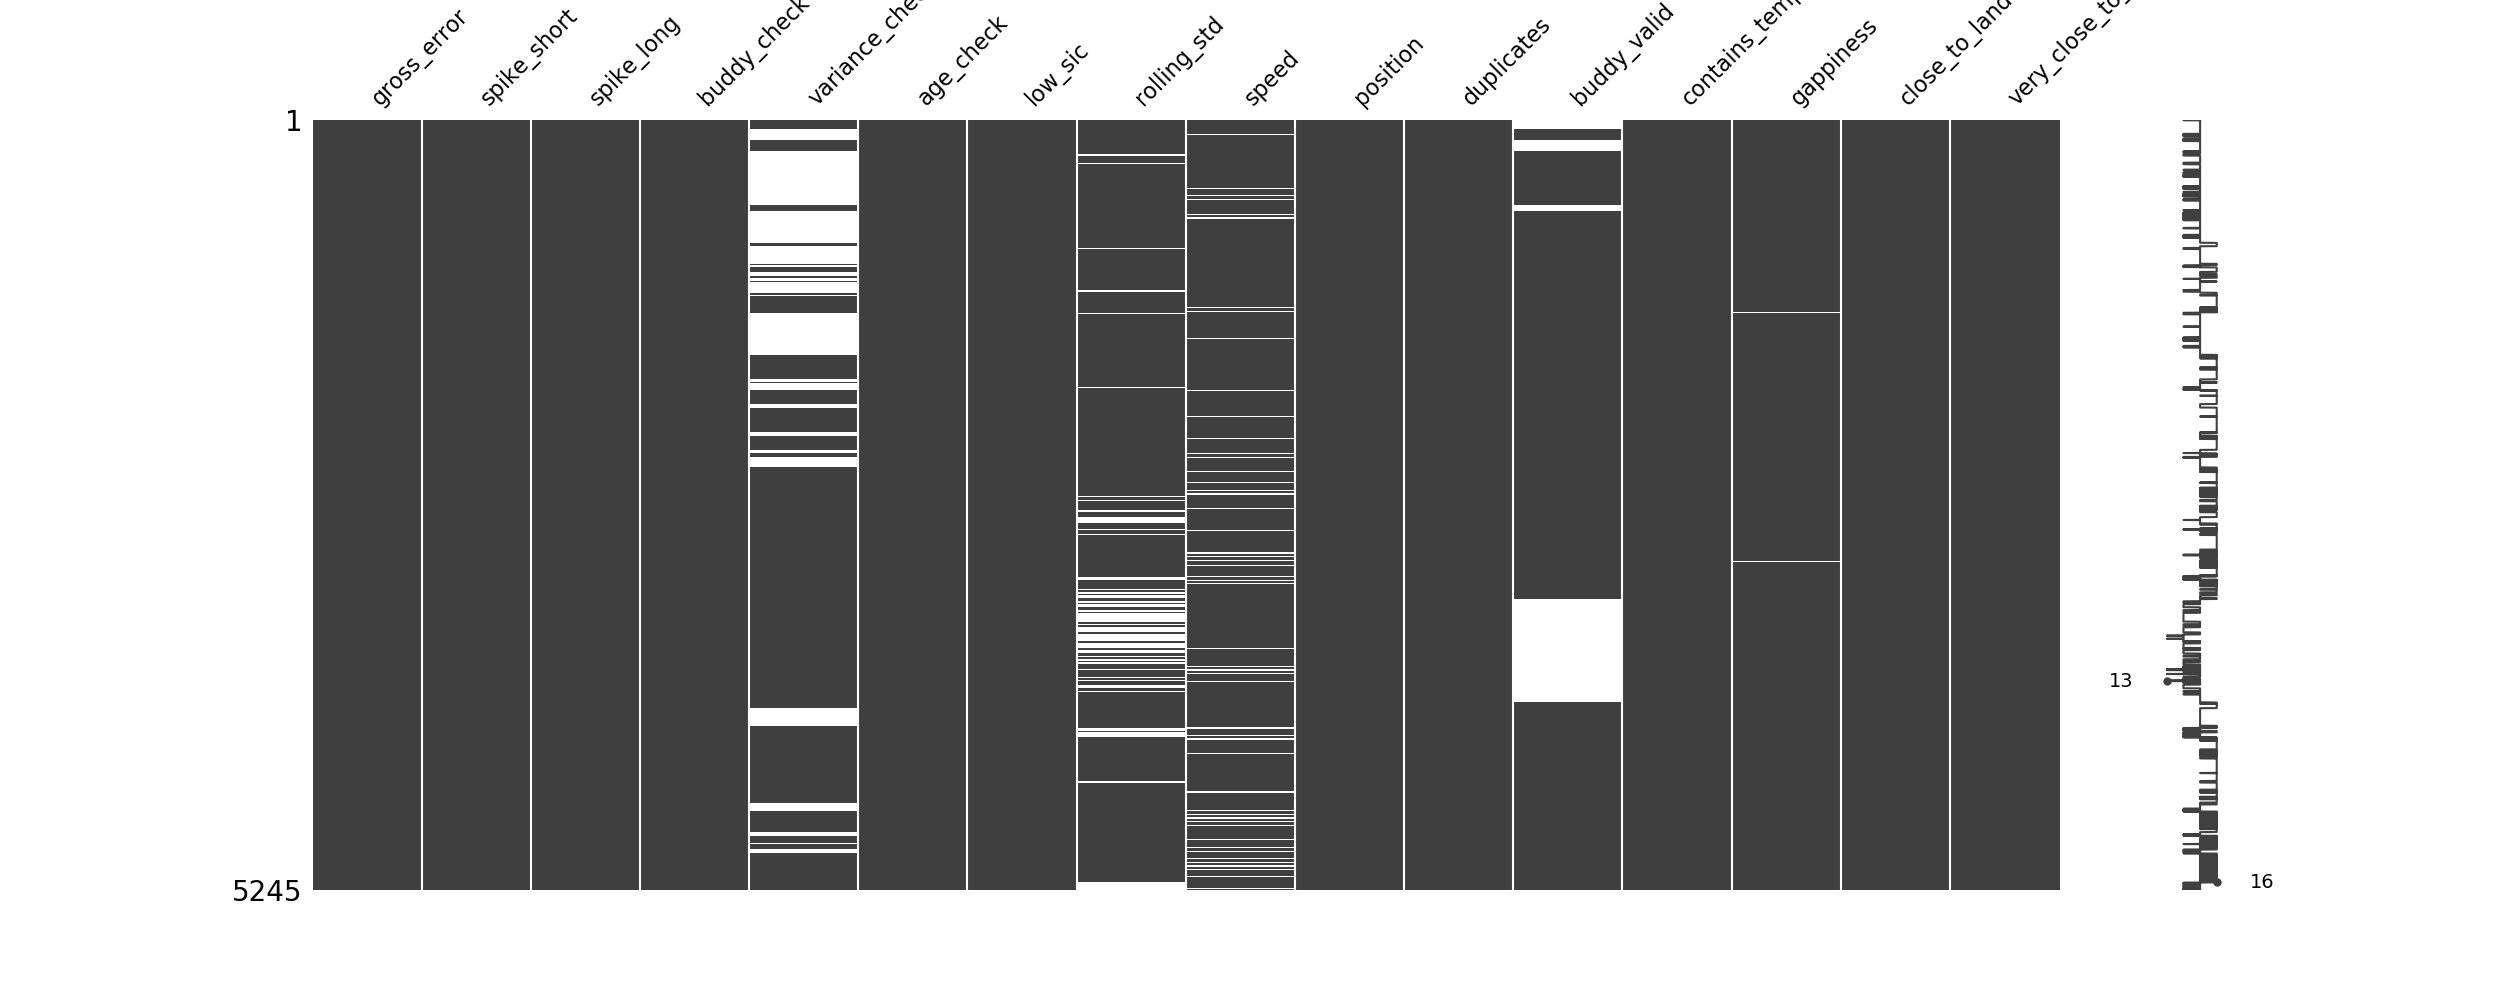 gross_error
spike_short
spike_long
buddy_check
variance_che
age_check
low_sic
rolling_std
speed
position
duplicates
buddy_valid
contains_temp
gappiness
close_to_land
very_close_to_
1
5245
13
16